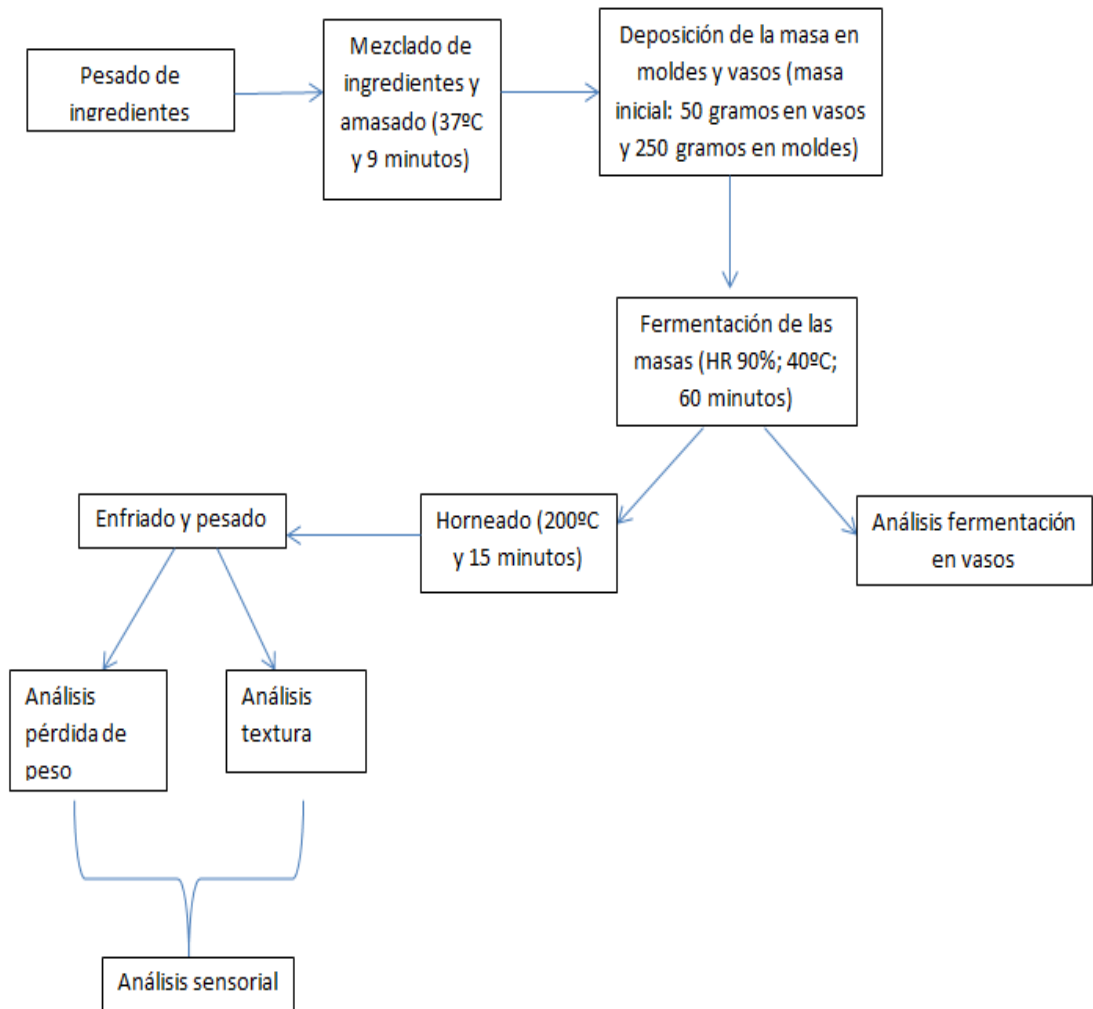 Pesado de
ingredientes
Mezclado de
ingredientes y
amasado (37ºC
y 9 minutos)
Deposición de la masa en
moldes y vasos (masa
inicial: 50 gramos en vasos
y 250 gramos en moldes)
Fermentación de las
masas (HR 90%; 40ºC;
60 minutos)
Enfriado y pesado
Horneado (200ºC
y 15 minutos)
Análisis fermentación
en vasos
Análisis
pérdida de
peso
Análisis
textura
Análisis sensorial